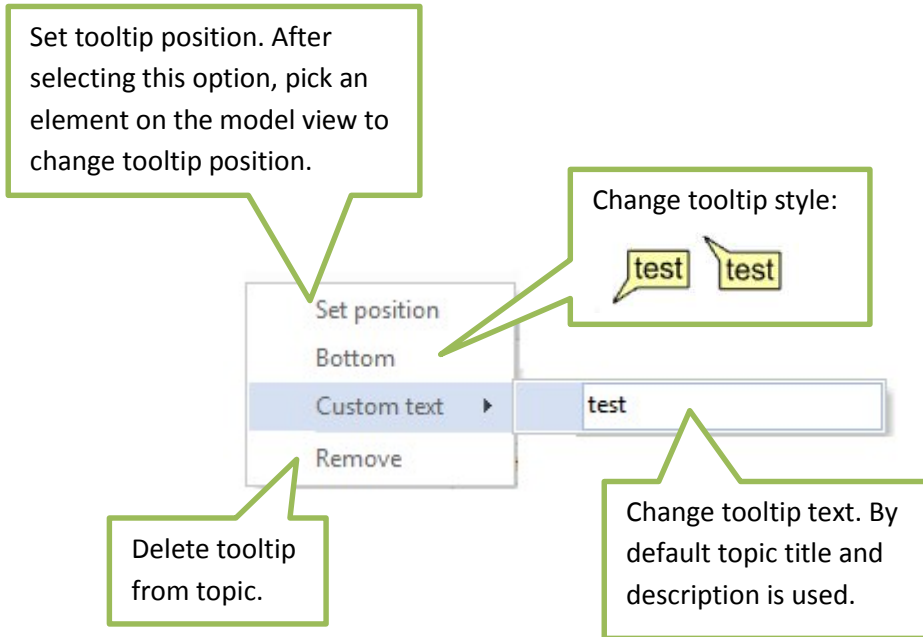 Set tooltip position. After
selecting this option, pick an
element on the model view to
change tooltip position.
Change tooltip style:
test test
Set position
Bottom
Custom text
test
Remove
Delete tooltip
from topic.
Change tooltip text. By
default topic title and
description is used.